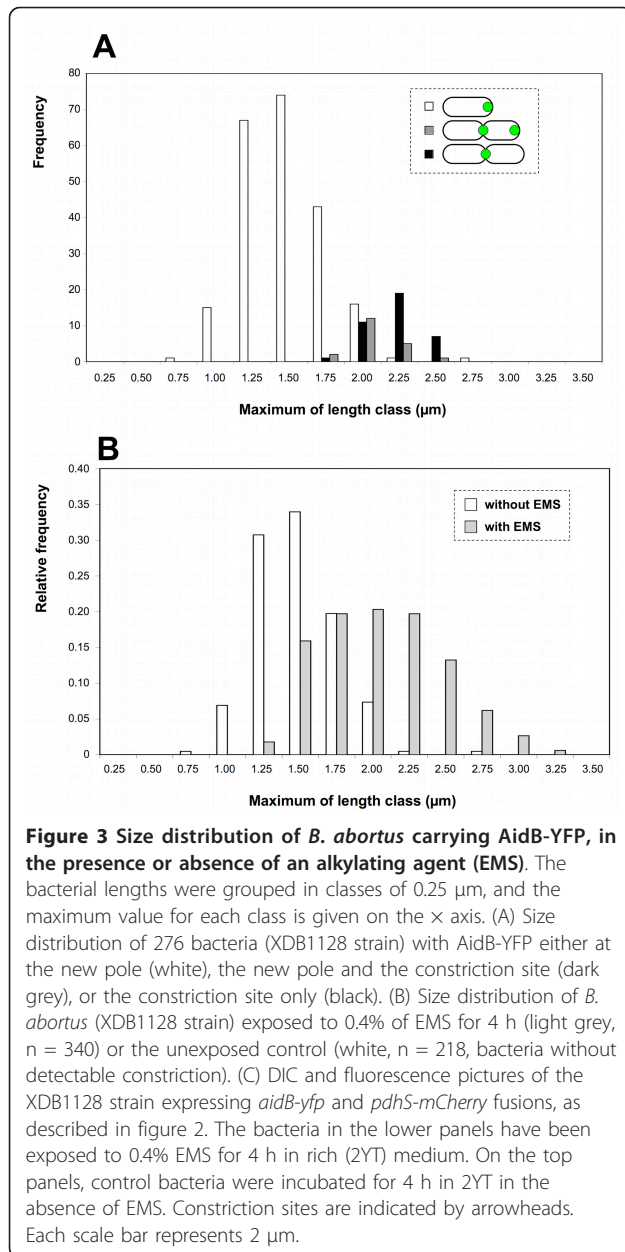 A
80
70
60
50
40
30
20
10
0
Frequency
0.25 0.50 0.75 1.00 1.25 1.50 1.75 2.00 2.25 2.50 3.00 3.50
Maximum of length class (µm)
B
0.40
0.35
0.30
0.25
0.20
0.15
0.10
0.05
0
Relative frequency
without EMS
with EMS
0.25 0.50 0.75 1.00 1.25 1.50 1.75 2.00 2.25 2.50 2.75 3.00 3.25 3.50
Maximum of length class (µm)
Figure 3 Size distribution of B. abortus carrying AidB-YFP, in
the presence or absence of an alkylating agent (EMS). The
bacterial lengths were grouped in classes of 0.25 µm, and the
maximum value for each class is given on the × axis. (A) Size
distribution of 276 bacteria (XDB1128 strain) with AidB-YFP either at
the new pole (white), the new pole and the constriction site (dark
grey), or the constriction site only (black). (B) Size distribution of B.
abortus (XDB1128 strain) exposed to 0.4% of EMS for 4 h (light grey,
n = 340) or the unexposed control (white, n = 218, bacteria without
detectable constriction). (C) DIC and fluorescence pictures of the
XDB1128 strain expressing aidB-yfp and pdhS-mCherry fusions, as
described in figure 2. The bacteria in the lower panels have been
exposed to 0.4% EMS for 4 h in rich (2YT) medium. On the top
panels, control bacteria were incubated for 4 h in 2YT in the
absence of EMS. Constriction sites are indicated by arrowheads.
Each scale bar represents 2 µm.